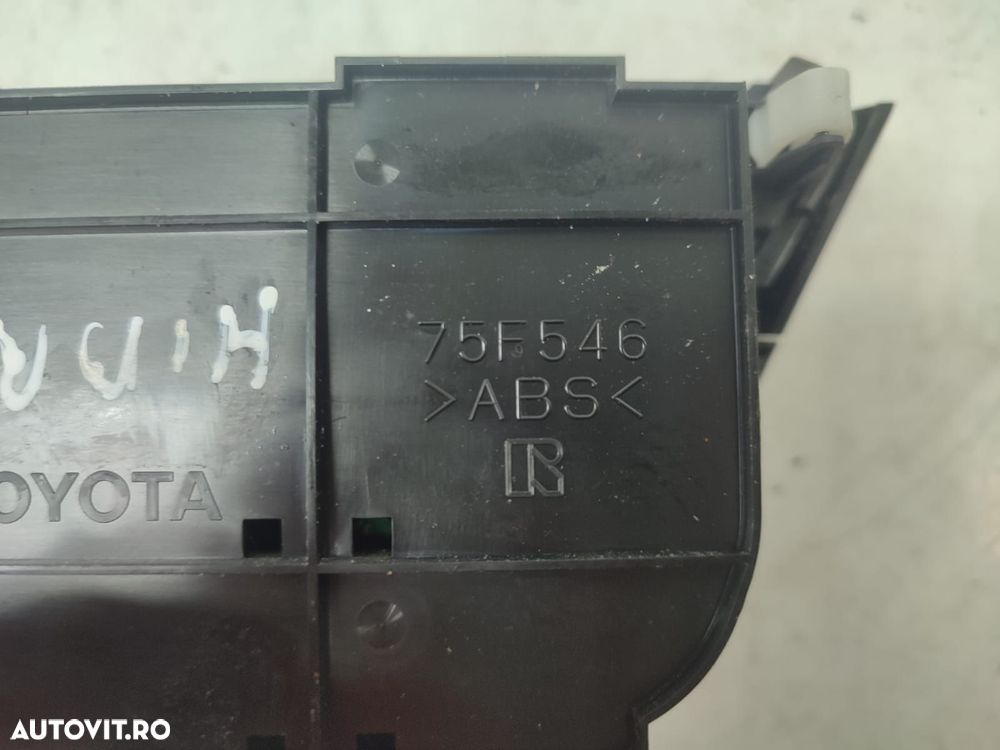 75F546
>ABS<
R
OYOTA
AUTOVIT.RO